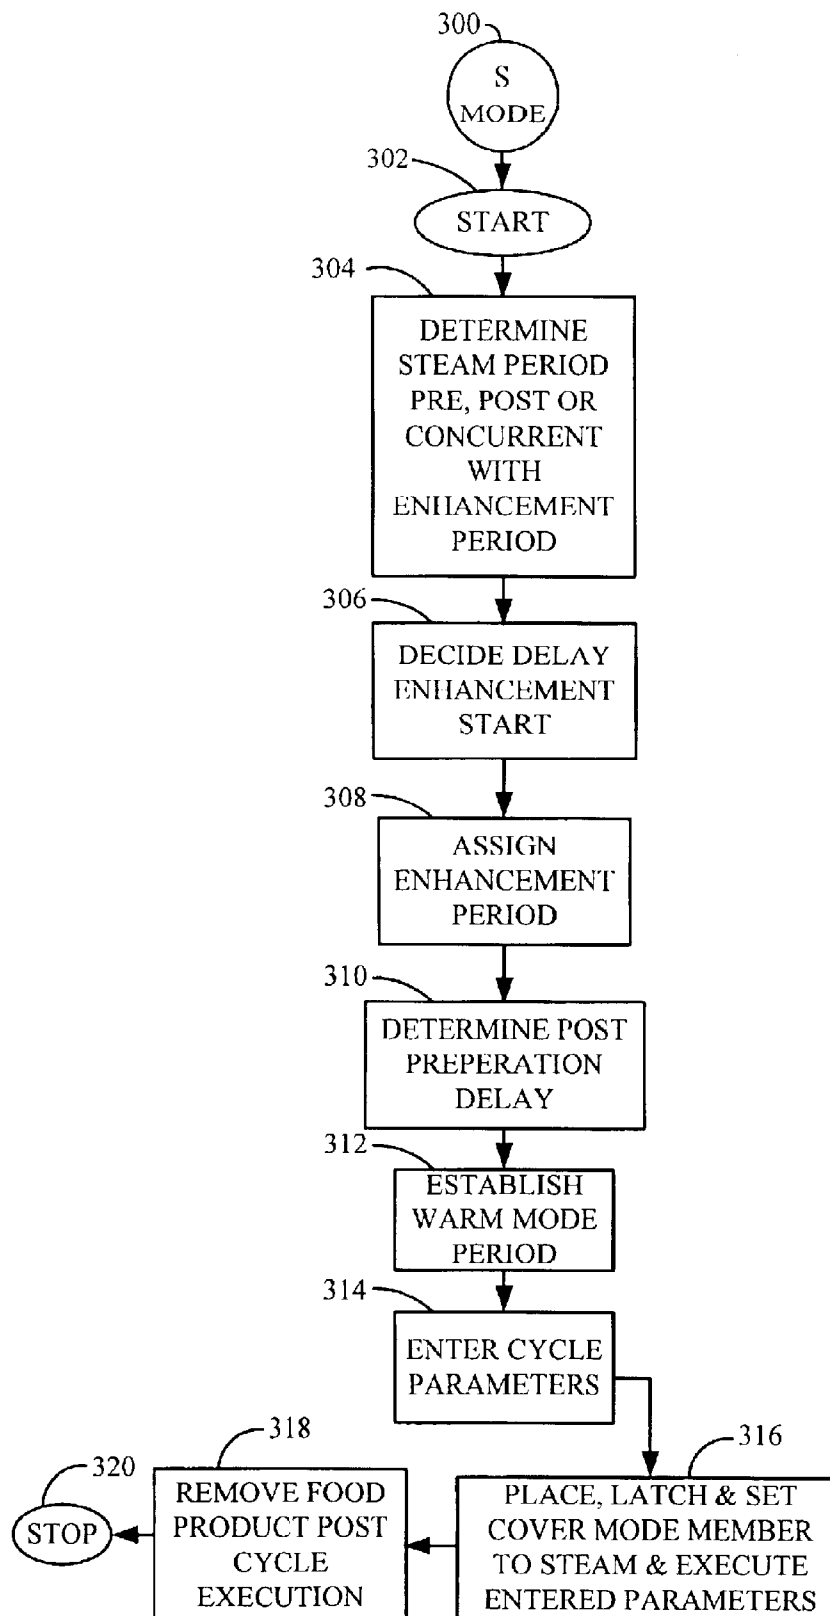 300
S
MODE
302
START
304
DETERMINE
STEAM PERIOD
PRE, POST OR
CONCURRENT
WITH
ENHANCEMENT
PERIOD
306
DECIDE DELAY
ENHANCEMENT
START
308
ASSIGN
ENHANCEMENT
PERIOD
310
DETERMINE POST
PREPERATION
DELAY
312
ESTABLISH
WARM MODE
PERIOD
314
ENTER CYCLE
PARAMETERS
316
PLACE, LATCH & SET
COVER MODE MEMBER
TO STEAM & EXECUTE
ENTERED PARAMETERS
318
REMOVE FOOD
PRODUCT POST
CYCLE
EXECUTION
320
STOP